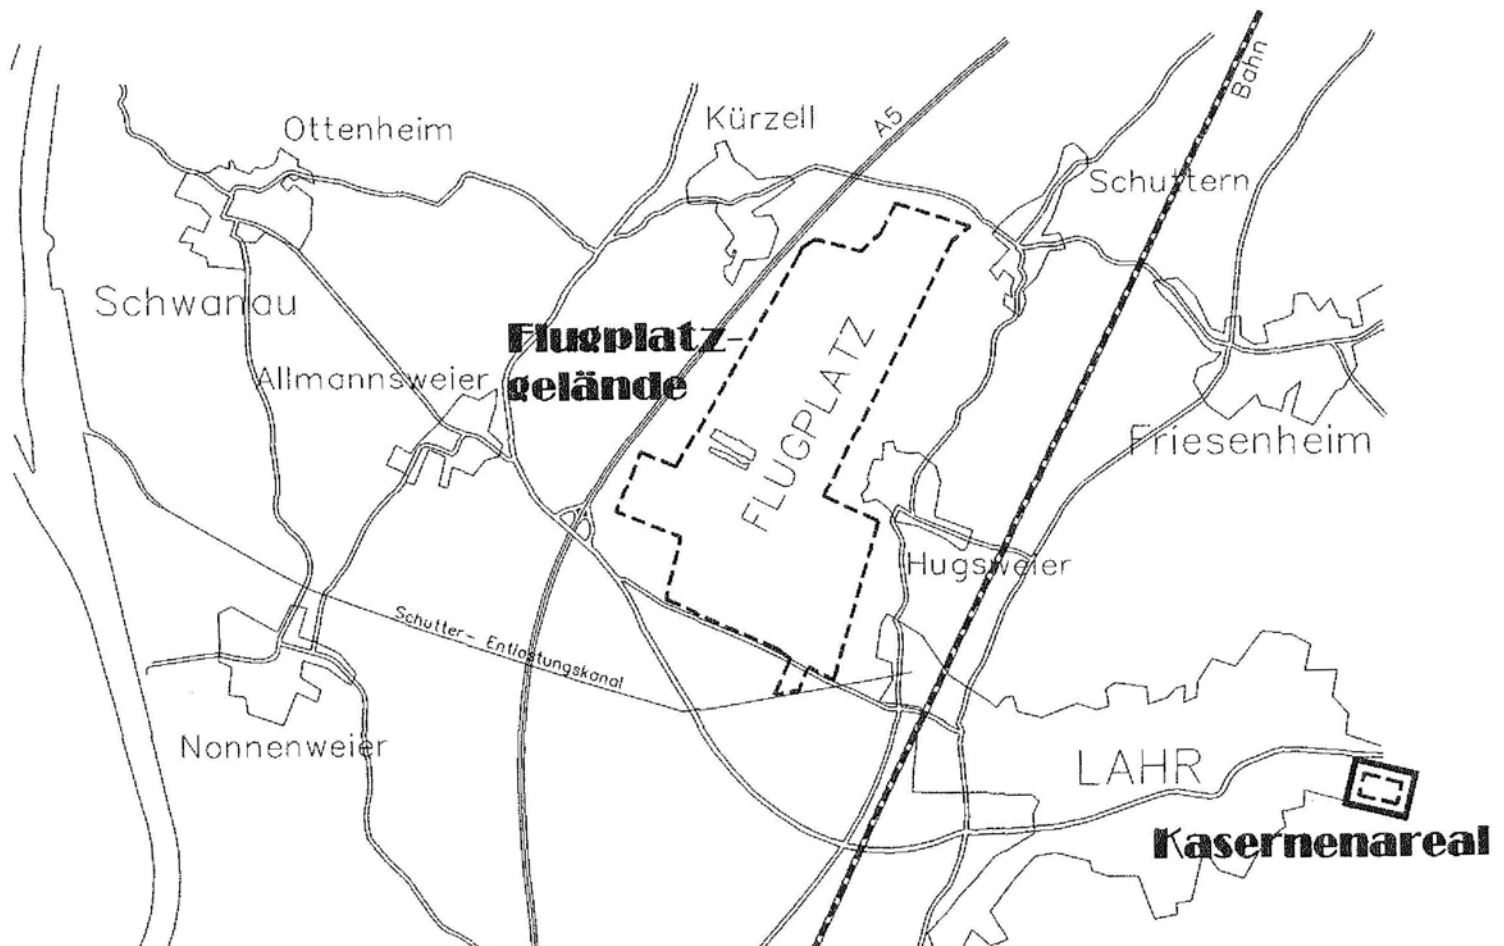 Bahn
Ottenheim
Kürzell
A5
Schuttern
Schwanau
Flugplatz-
gelände
Allmannsweier
FLUGPLATZ
Friesenheim
Hugsweier
Schutter- Entlastungskanal
Nonnenweier
LAHR
Kasernenareal